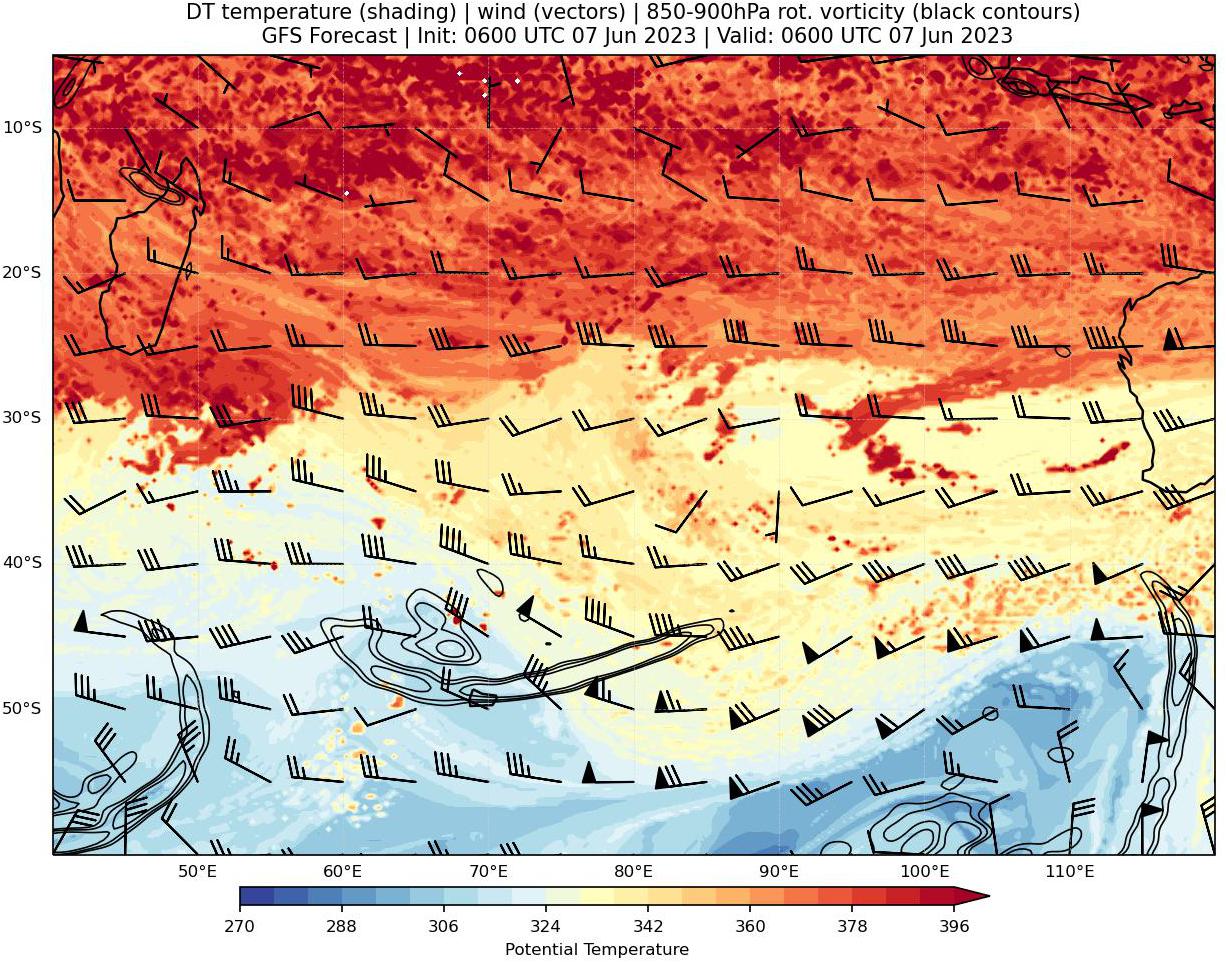 DT temperature (shading) | wind (vectors) | 850-900hPa rot. vorticity (black contours)
GFS Forecast | Init: 0600 UTC 07 Jun 2023 | Valid: 0600 UTC 07 Jun 2023
10°S
20°S
30°S
40°S
50°S
50°E 60°E 70°E 80°E 90°E 100°E 110°E
270 288 306 324 342 360 378 396
Potential Temperature